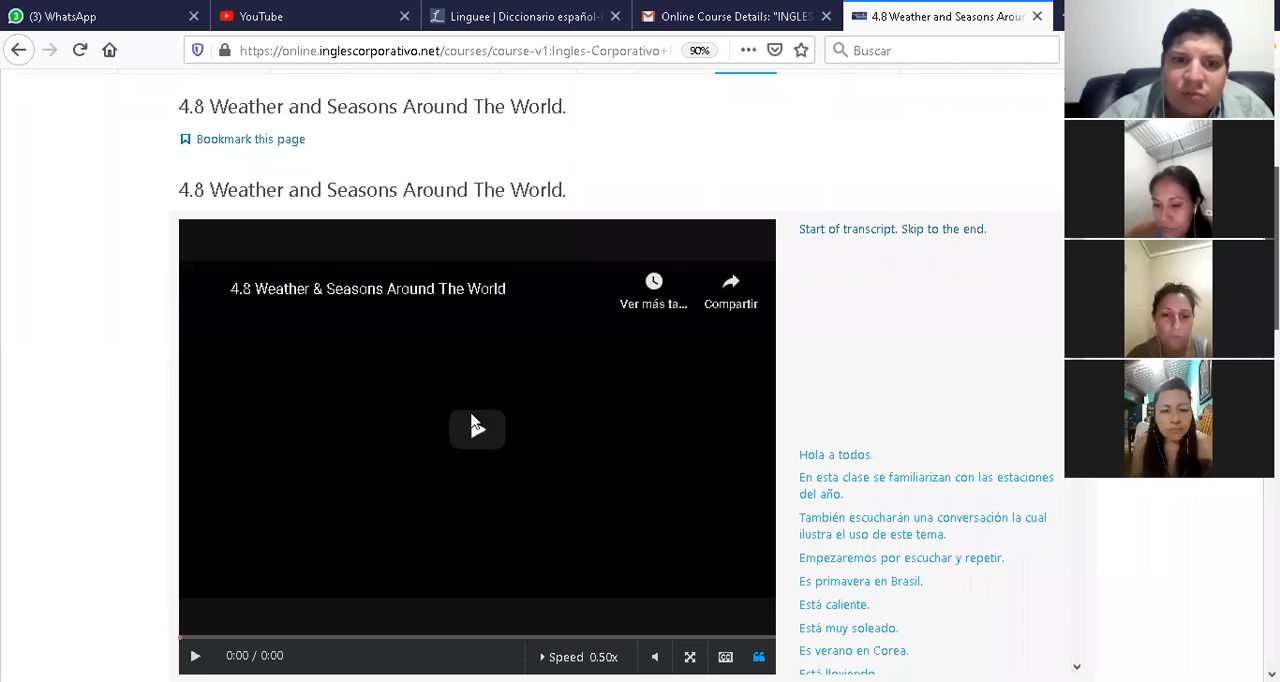 (3) WhatsApp
YouTube
Linguee | Diccionario español-i
Online Course Details: "INGLES
4.8 Weather and Seasons Aroun
https://online.inglescorporativo.net/courses/course-v1:Ingles-Corporativo+
90%
Buscar
4.8 Weather and Seasons Around The World.
Bookmark this page
4.8 Weather and Seasons Around The World.
Start of transcript. Skip to the end.
4.8 Weather & Seasons Around The World
Ver más ta...
Compartir
Hola a todos.
En esta clase se familiarizan con las estaciones
del año.
También escucharán una conversación la cual
ilustra el uso de este tema.
Empezaremos por escuchar y repetir.
Es primavera en Brasil.
Está caliente.
Está muy soleado.
Es verano en Corea.
Está lloviendo.
0:00 / 0:00
Speed 0.50x